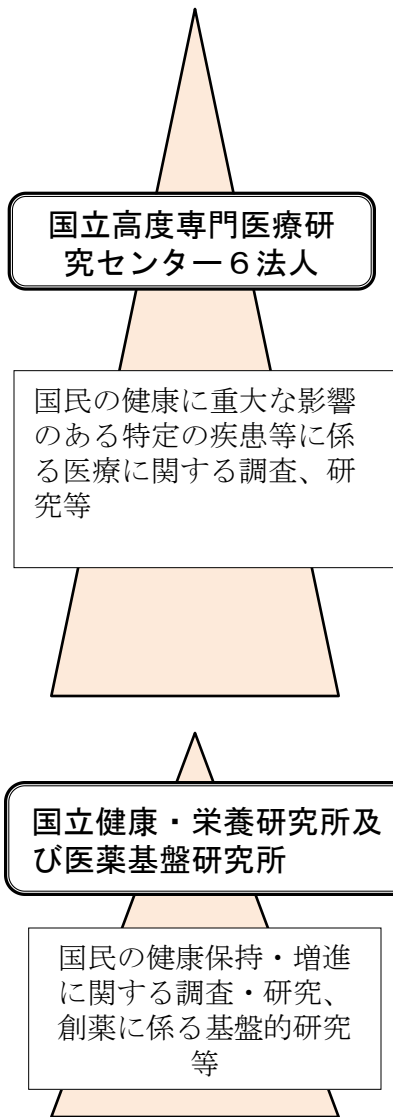 国立高度専門医療研
究センター６法人
国民の健康に重大な影響
のある特定の疾患等に係
る医療に関する調査、研
究等
国立健康・栄養研究所及
び医薬基盤研究所
国民の健康保持・増進
に関する調査・研究、
創薬に係る基盤的研究
等